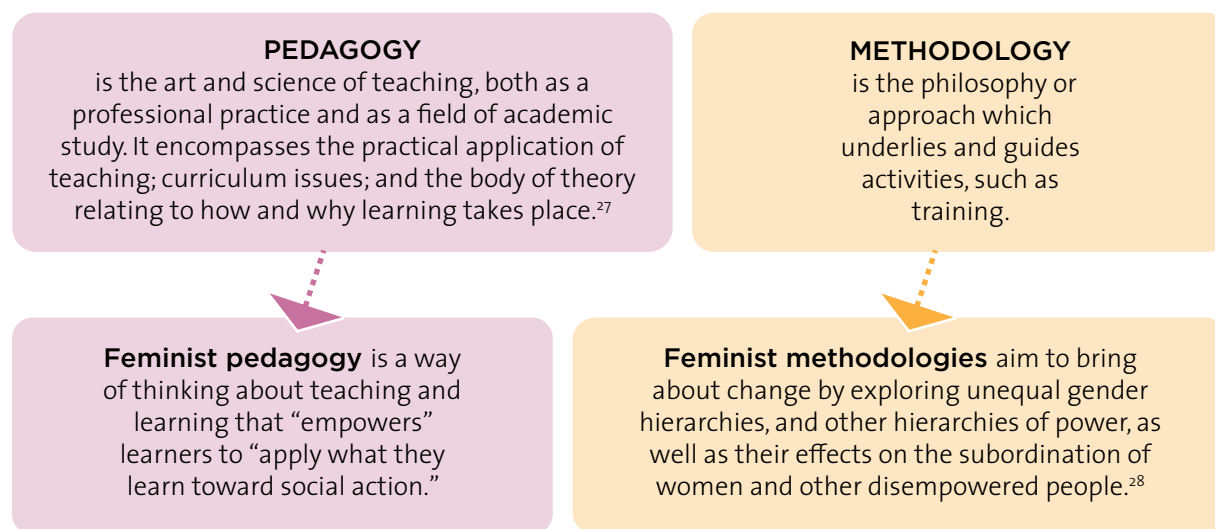 PEDAGOGY
is the art and science of teaching, both as a
professional practice and as a field of academic
study. It encompasses the practical application of
teaching; curriculum issues; and the body of theory
relating to how and why learning takes place.²⁷
METHODOLOGY
is the philosophy or
approach which
underlies and guides
activities, such as
training.
Feminist pedagogy is a way
of thinking about teaching and
learning that “empowers”
learners to “apply what they
learn toward social action.”
Feminist methodologies aim to bring
about change by exploring unequal gender
hierarchies, and other hierarchies of power, as
well as their effects on the subordination of
women and other disempowered people.²⁸